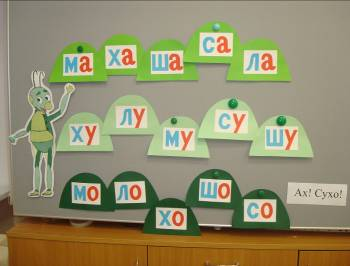 ма ха ша са ла
ху лу му су шу
мо ло хо шо со
Ах! Сухо!